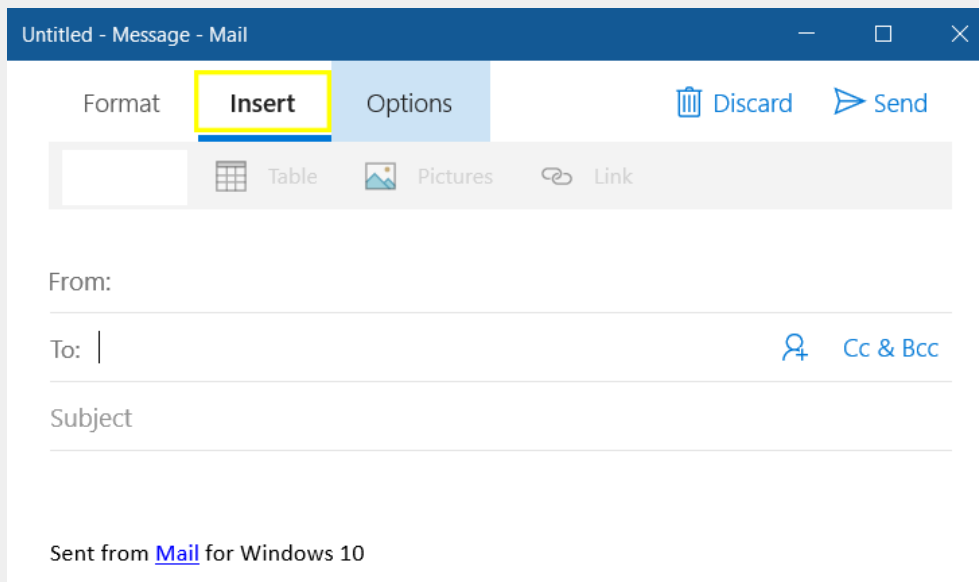 Untitled - Message - Mail
Format Insert Options Discard Send
Table Pictures Link
From:
To: Cc & Bcc
Subject
Sent from Mail for Windows 10